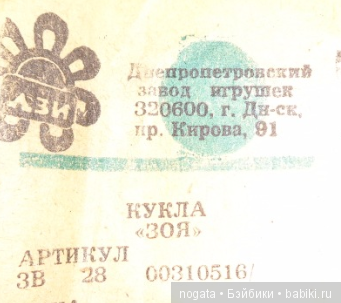 Днепропетровский
завод игрушек
320600, г. Дн-ск,
пр. Кирова, 91
КУКЛА
«ЗОЯ»
АРТИКУЛ
ЗВ 28 00310516/
nogata • Бэйбики • babiki.ru